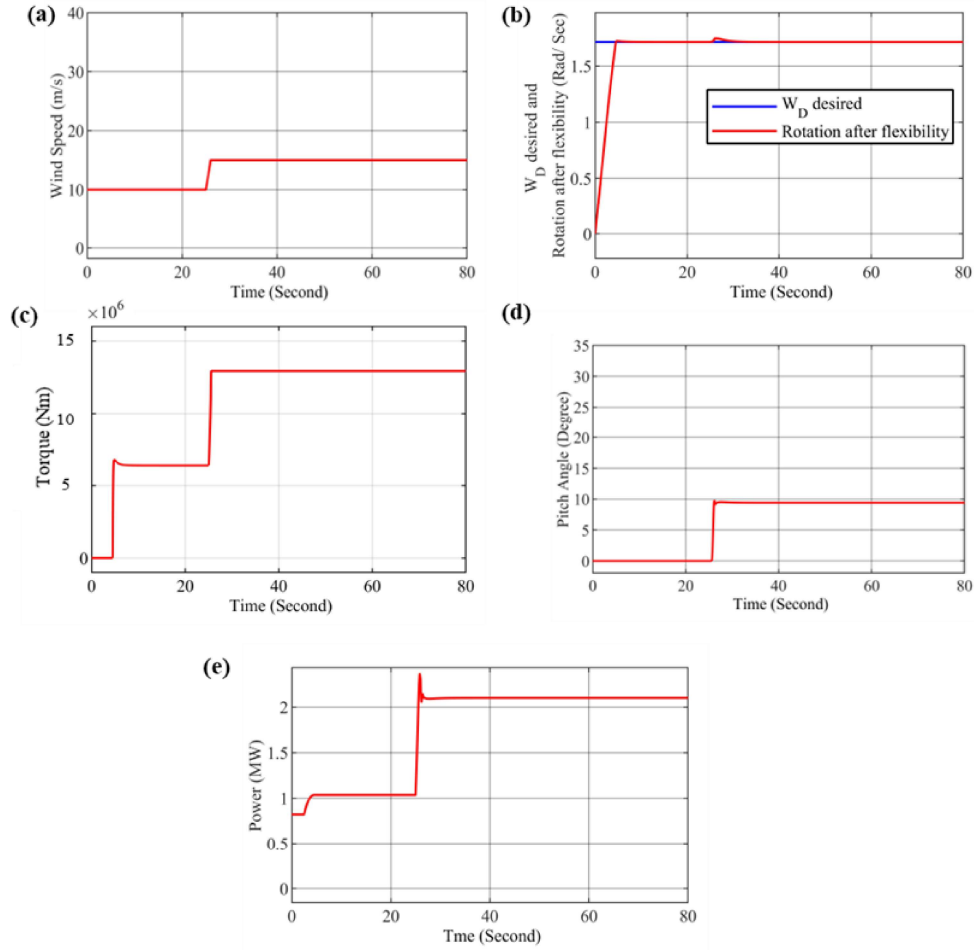 (a)
40
30
20
10
0
Wind Speed (m/s)
0 20 40 60 80
Time (Second)
(b)
1.5
1
0.5
0
W_D desired and
Rotation after flexibility (Rad/ Sec)
W_D desired
Rotation after flexibility
0 20 40 60 80
Time (Second)
(c)
×10^6
15
10
5
0
Torque (Nm)
0 20 40 60 80
Time (Second)
(d)
35
30
25
20
15
10
5
0
Pitch Angle (Degree)
0 20 40 60 80
Time (Second)
(e)
2
1.5
1
0.5
0
Power (MW)
0 20 40 60 80
Tme (Second)